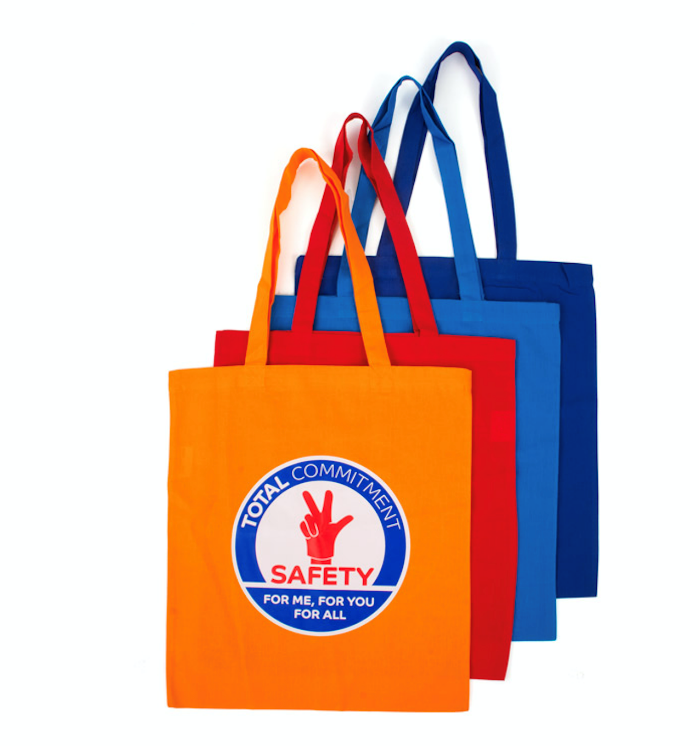 TOTAL COMMITMENT
SAFETY
FOR ME, FOR YOU
FOR ALL